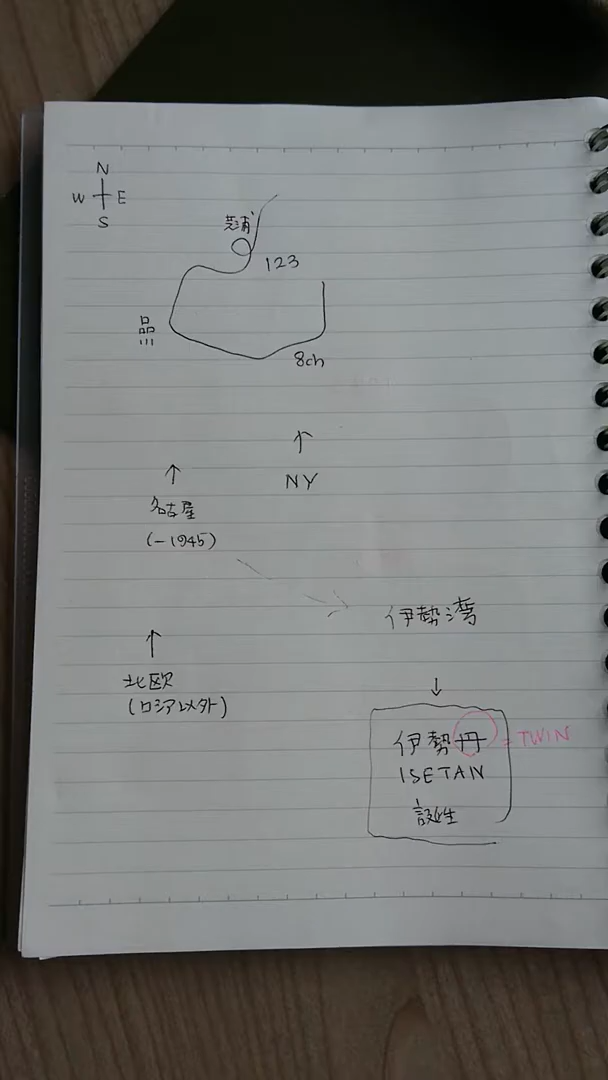 N
W E
S
芝浦
123
品川
8ch
↑
NY
↑
名古屋
(-1945)
伊勢湾
↑
北欧
(ロシア以外)
↓
伊勢丹 = TWIN
ISETAN
誕生